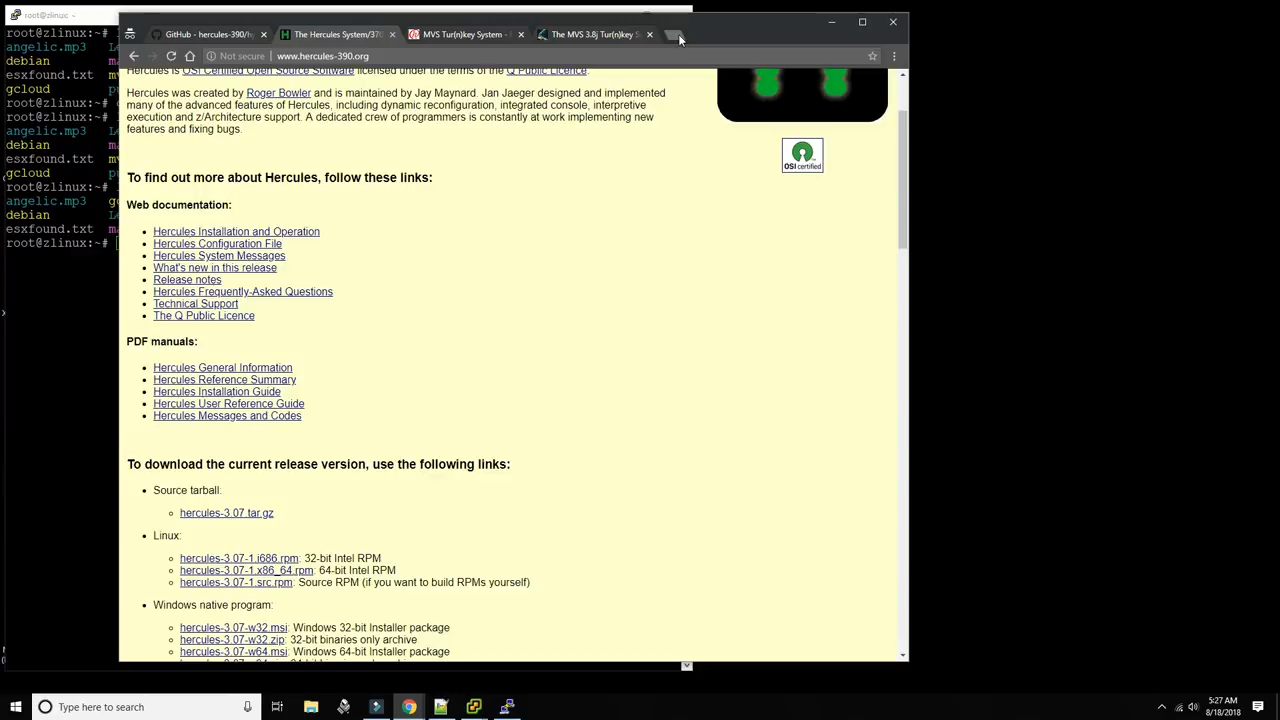 root@zlinux: ~
GitHub - hercules-390/h
The Hercules System/370
MVS Tur(n)key System -
The MVS 3.8j Tur(n)key S
Not secure
www.hercules-390.org
root@zlinux:~#
angelic.mp3
debian
esxfound.txt
gcloud
root@zlinux:~#
root@zlinux:~#
angelic.mp3
debian
esxfound.txt
gcloud
root@zlinux:~#
angelic.mp3
debian
esxfound.txt
root@zlinux:~#
Hercules is OSI Certified Open Source Software licensed under the terms of the Q Public Licence.
Hercules was created by Roger Bowler and is maintained by Jay Maynard. Jan Jaeger designed and implemented
many of the advanced features of Hercules, including dynamic reconfiguration, integrated console, interpretive
execution and z/Architecture support. A dedicated crew of programmers is constantly at work implementing new
features and fixing bugs.
OSI certified
To find out more about Hercules, follow these links:
Web documentation:
Hercules Installation and Operation
Hercules Configuration File
Hercules System Messages
What's new in this release
Release notes
Hercules Frequently-Asked Questions
Technical Support
The Q Public Licence
PDF manuals:
Hercules General Information
Hercules Reference Summary
Hercules Installation Guide
Hercules User Reference Guide
Hercules Messages and Codes
To download the current release version, use the following links:
Source tarball:
hercules-3.07.tar.gz
Linux:
hercules-3.07-1.i686.rpm: 32-bit Intel RPM
hercules-3.07-1.x86_64.rpm: 64-bit Intel RPM
hercules-3.07-1.src.rpm: Source RPM (if you want to build RPMs yourself)
Windows native program:
hercules-3.07-w32.msi: Windows 32-bit Installer package
hercules-3.07-w32.zip: 32-bit binaries only archive
hercules-3.07-w64.msi: Windows 64-bit Installer package
Type here to search
5:27 AM
8/18/2018